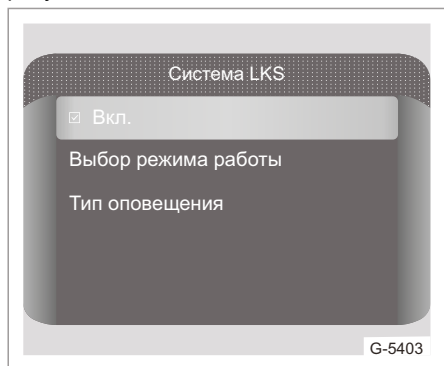 Система LKS
Вкл.
Выбор режима работы
Тип оповещения
G-5403